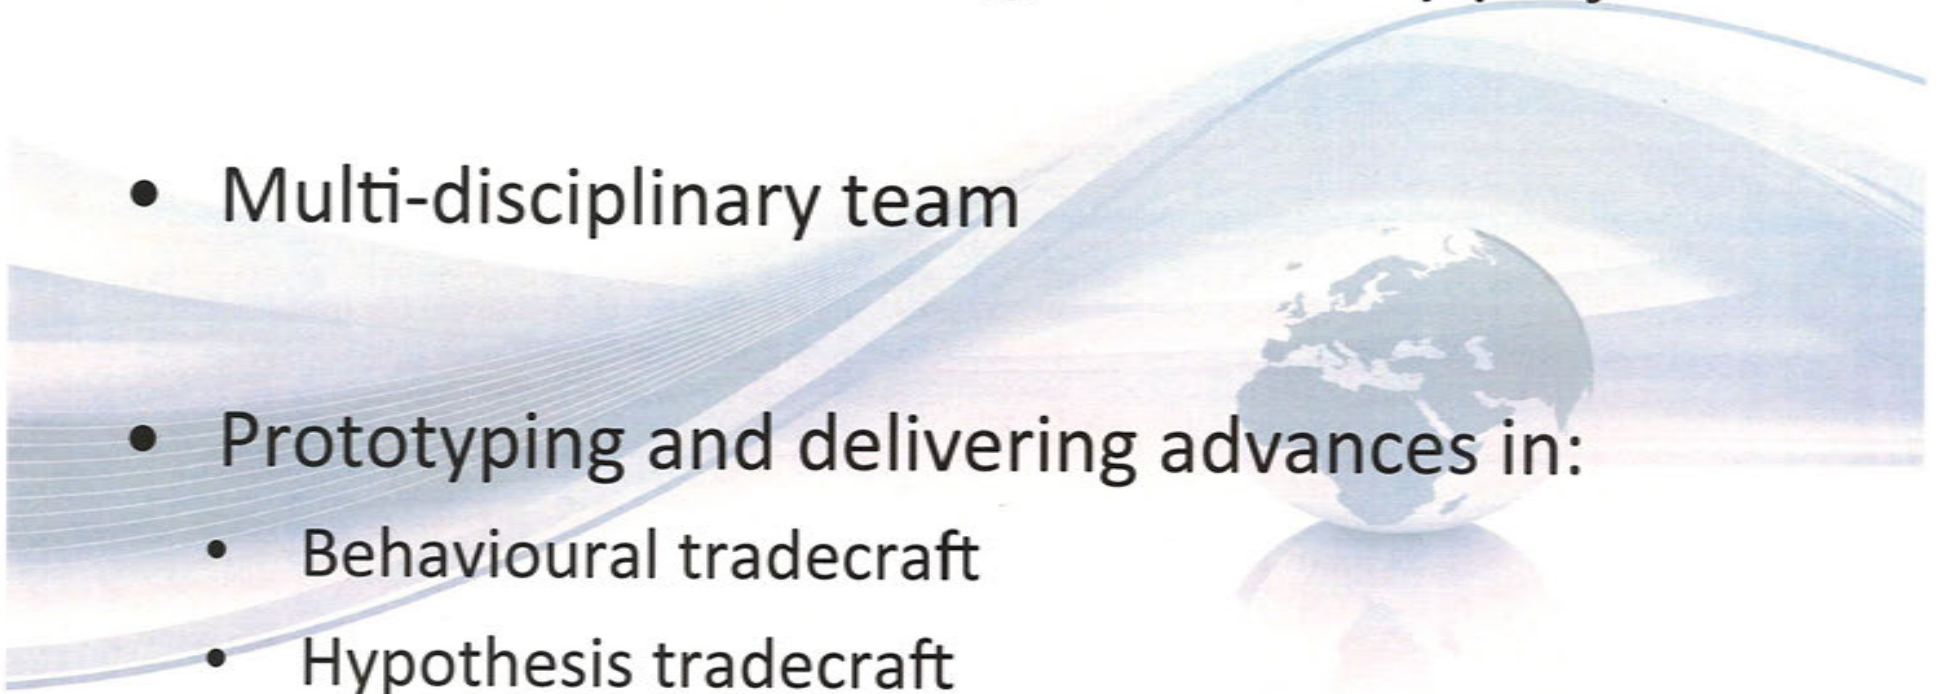 • Multi-disciplinary team
• Prototyping and delivering advances in:
• Behavioural tradecraft
• Hypothesis tradecraft